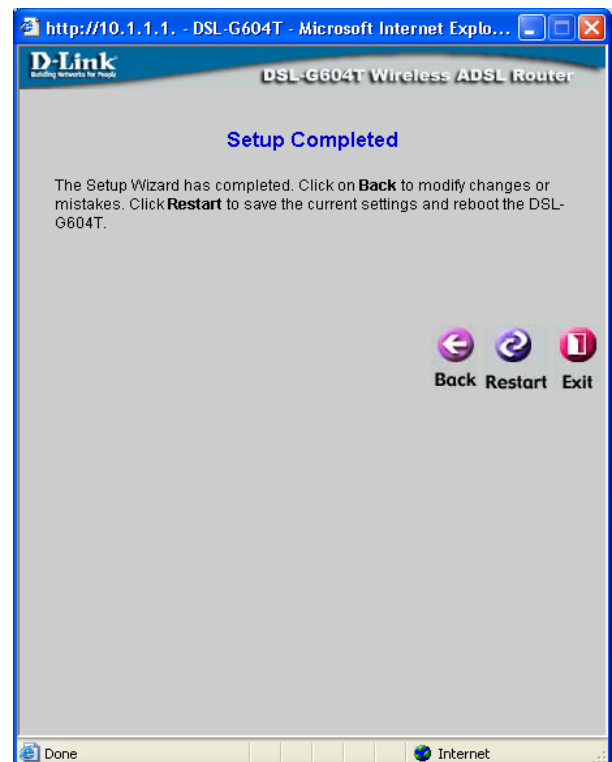 http://10.1.1.1. - DSL-G604T - Microsoft Internet Explo...
D-Link
Building Networks for People
DSL-G604T Wireless ADSL Router
Setup Completed
The Setup Wizard has completed. Click on Back to modify changes or
mistakes. Click Restart to save the current settings and reboot the DSL-
G604T.
Back Restart Exit
Done
Internet